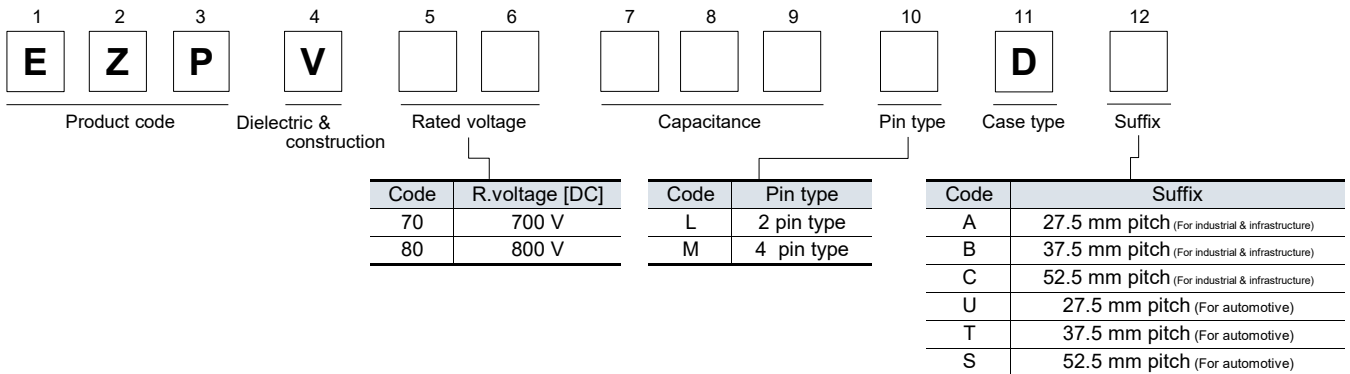 1 2 3 4 5 6 7 8 9 10 11 12
E Z P V D
Product code Dielectric & construction Rated voltage Capacitance Pin type Case type Suffix
Code R.voltage [DC]
70 700 V
80 800 V
Code Pin type
L 2 pin type
M 4 pin type
Code Suffix
A 27.5 mm pitch (For industrial & infrastructure)
B 37.5 mm pitch (For industrial & infrastructure)
C 52.5 mm pitch (For industrial & infrastructure)
U 27.5 mm pitch (For automotive)
T 37.5 mm pitch (For automotive)
S 52.5 mm pitch (For automotive)